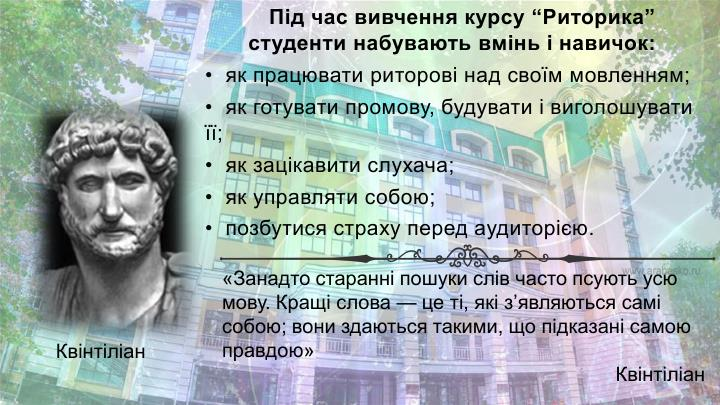 Під час вивчення курсу “Риторика”
студенти набувають вмінь і навичок:
• як працювати риторові над своїм мовленням;
• як готувати промову, будувати і виголошувати
її;
• як зацікавити слухача;
• як управляти собою;
• позбутися страху перед аудиторією.
«Занадто старанні пошуки слів часто псують усю
мову. Кращі слова — це ті, які з’являються самі
собою; вони здаються такими, що підказані самою
правдою»
Квінтіліан
Квінтіліан